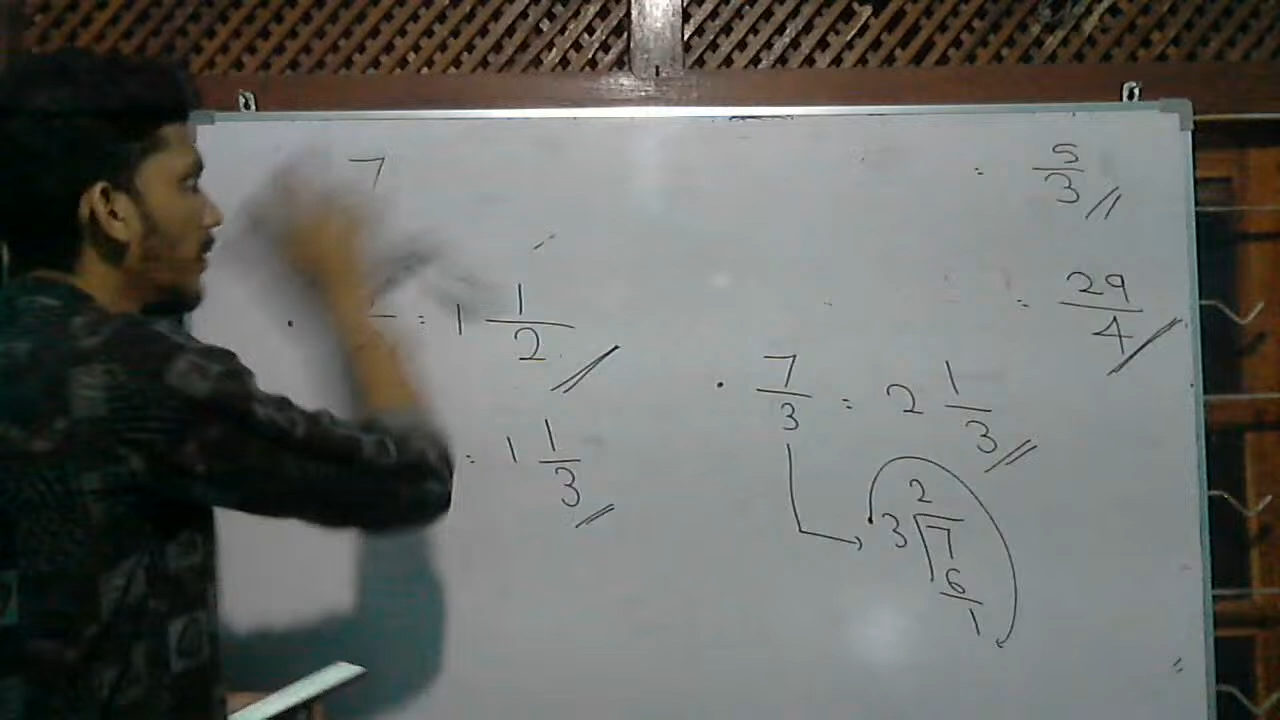 7
= 5/3 //
= 29/4 //
= 1 1/2 //
. 7/3 = 2 1/3 //
= 1 1/3 //
2
3 7
6
1